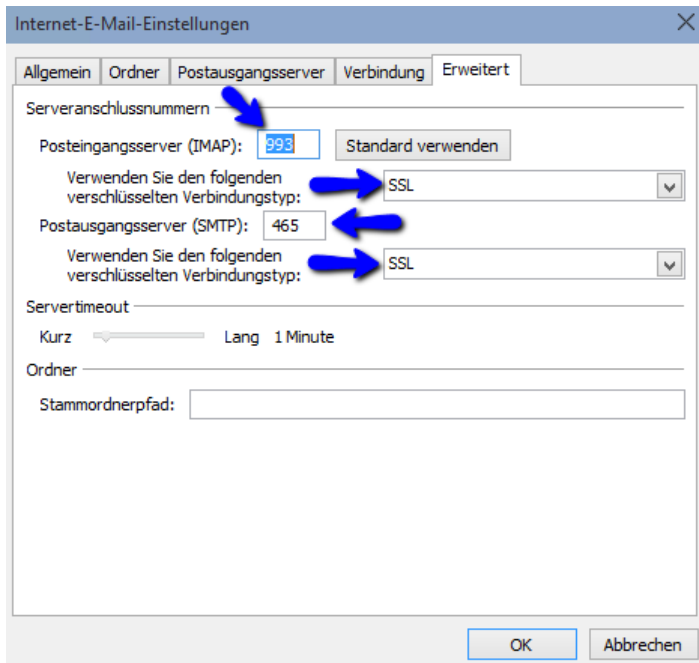 Internet-E-Mail-Einstellungen
Allgemein Ordner Postausgangsserver Verbindung Erweitert
Serveranschlussnummern
Posteingangsserver (IMAP): 993 Standard verwenden
Verwenden Sie den folgenden
verschlüsselten Verbindungstyp: SSL
Postausgangsserver (SMTP): 465
Verwenden Sie den folgenden
verschlüsselten Verbindungstyp: SSL
Servertimeout
Kurz Lang 1 Minute
Ordner
Stammordnerpfad:
OK Abbrechen